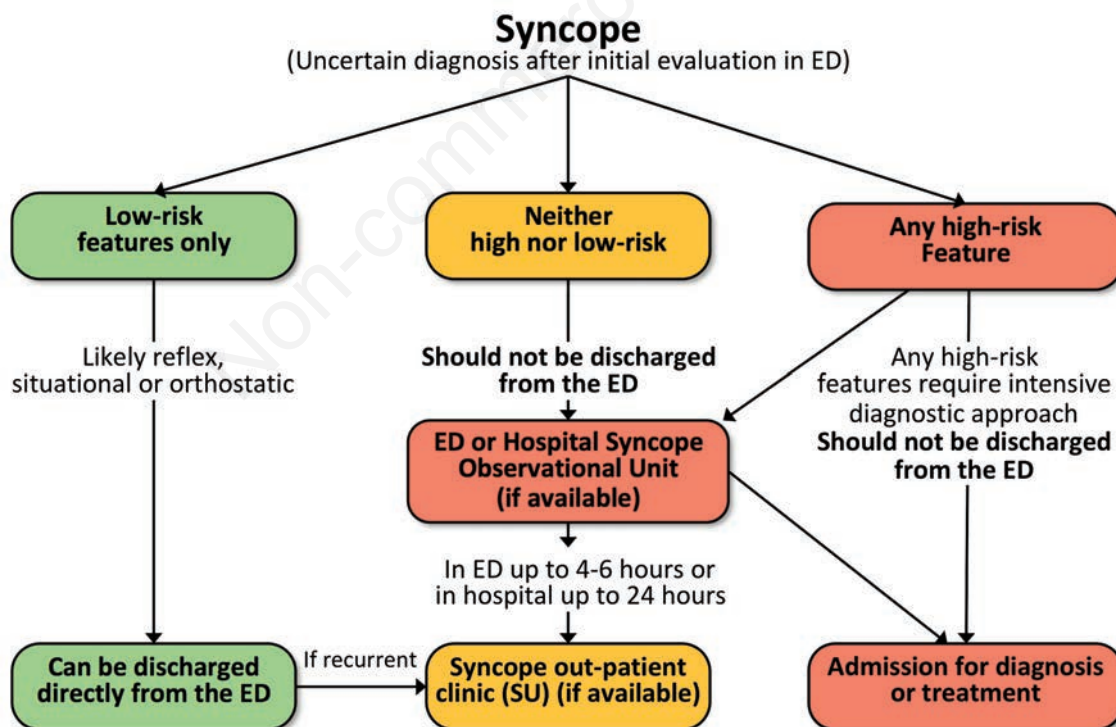 Syncope
(Uncertain diagnosis after initial evaluation in ED)
Low-risk
features only
Neither
high nor low-risk
Any high-risk
Feature
Likely reflex,
situational or orthostatic
Should not be discharged
from the ED
Any high-risk
features require intensive
diagnostic approach
Should not be discharged
from the ED
ED or Hospital Syncope
Observational Unit
(if available)
In ED up to 4-6 hours or
in hospital up to 24 hours
Can be discharged
directly from the ED
If recurrent
Syncope out-patient
clinic (SU) (if available)
Admission for diagnosis
or treatment